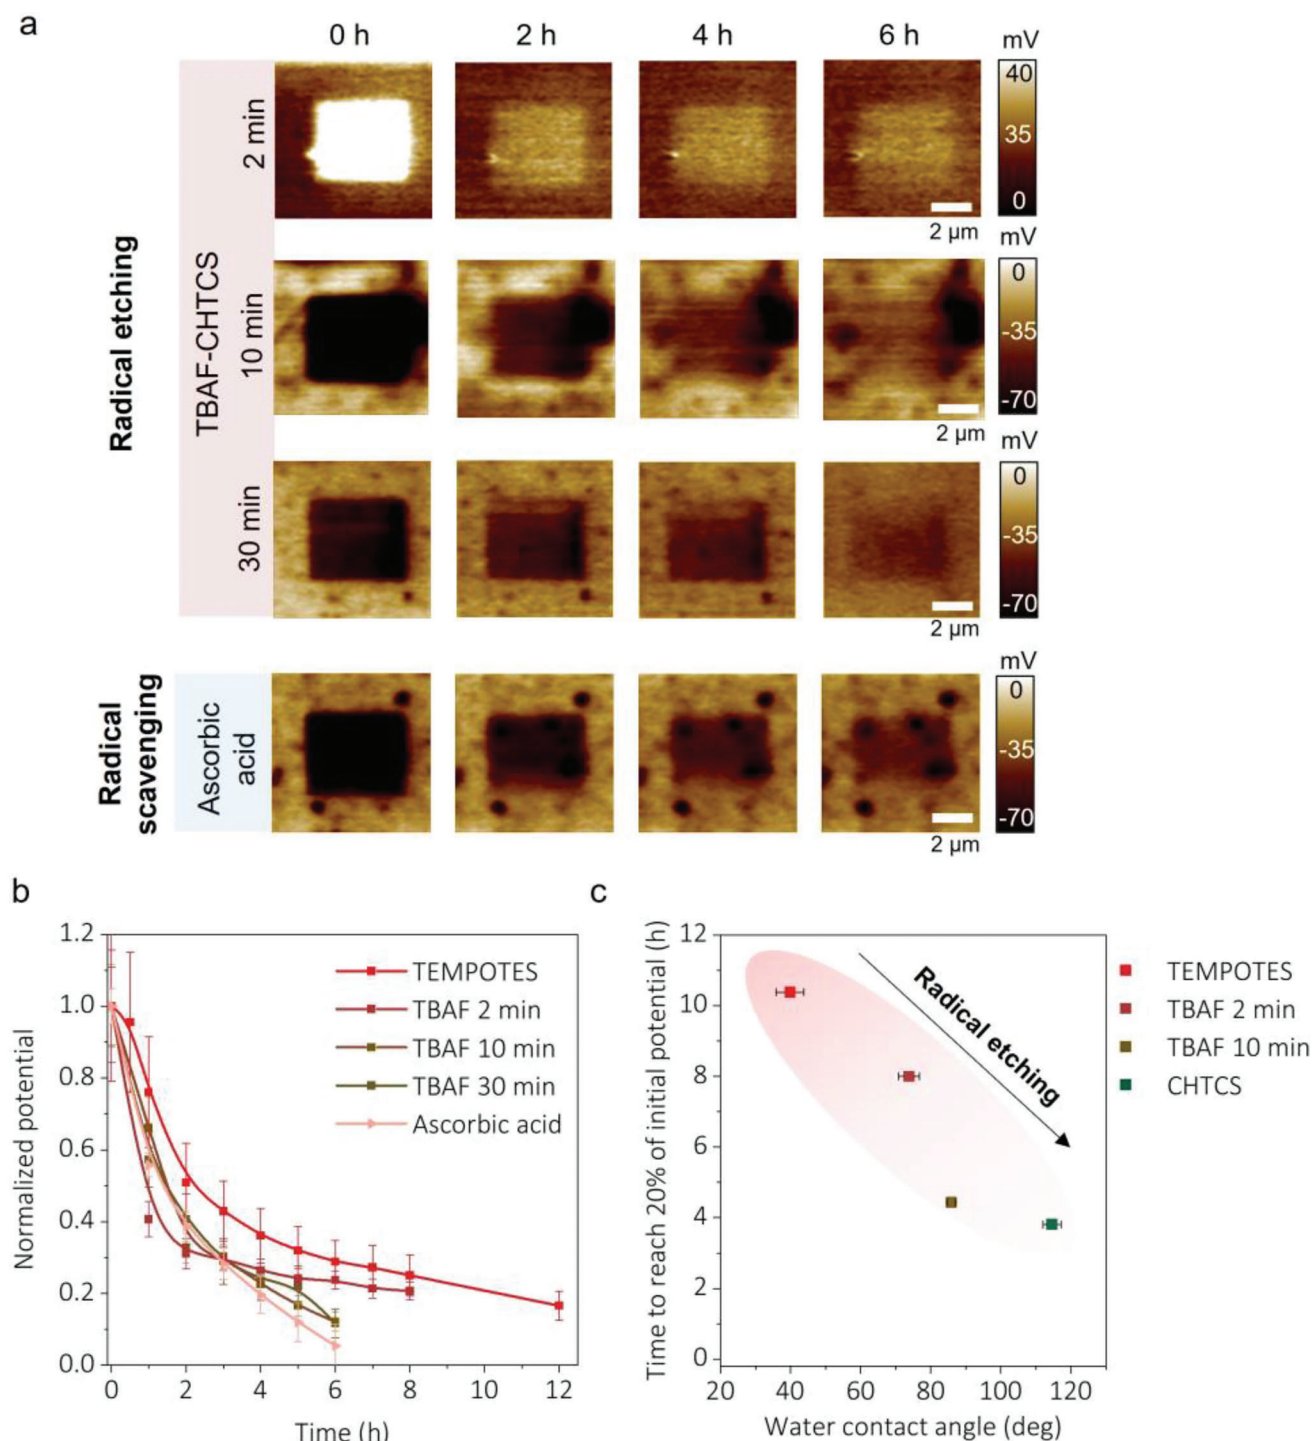 a
0 h 2 h 4 h 6 h mV
Radical etching
TBAF-CHTCS
2 min
40
35
0
2 μm mV
10 min
0
-35
-70
2 μm mV
30 min
0
-35
-70
2 μm
Radical
scavenging
Ascorbic
acid
mV
0
-35
-70
2 μm
b
Normalized potential
1.2
1.0
0.8
0.6
0.4
0.2
0.0
TEMPOTES
TBAF 2 min
TBAF 10 min
TBAF 30 min
Ascorbic acid
0 2 4 6 8 10 12
Time (h)
c
Time to reach 20% of initial potential (h)
12
10
8
6
4
2
0
Radical etching
TEMPOTES
TBAF 2 min
TBAF 10 min
CHTCS
20 40 60 80 100 120
Water contact angle (deg)